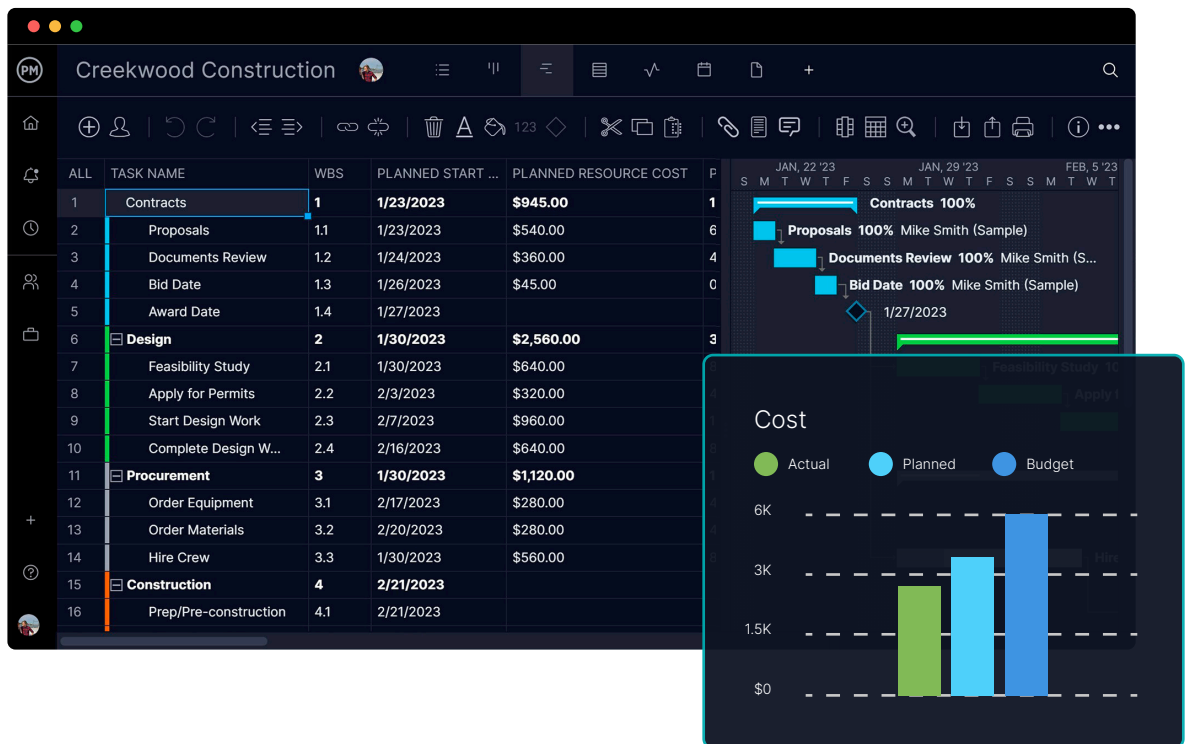 PM Creekwood Construction
123
ALL TASK NAME WBS PLANNED START ... PLANNED RESOURCE COST P
JAN, 22 '23 JAN, 29 '23 FEB, 5 '23
S M T W T F S S M T W T F S S M T W T
1 Contracts 1 1/23/2023 $945.00 1 Contracts 100%
2 Proposals 1.1 1/23/2023 $540.00 6 Proposals 100% Mike Smith (Sample)
3 Documents Review 1.2 1/24/2023 $360.00 4 Documents Review 100% Mike Smith (S...
4 Bid Date 1.3 1/26/2023 $45.00 0 Bid Date 100% Mike Smith (Sample)
5 Award Date 1.4 1/27/2023 1/27/2023
6 Design 2 1/30/2023 $2,560.00 3
7 Feasibility Study 2.1 1/30/2023 $640.00 Feasibility Study 10
8 Apply for Permits 2.2 2/3/2023 $320.00 Apply f
9 Start Design Work 2.3 2/7/2023 $960.00
10 Complete Design W... 2.4 2/16/2023 $640.00
11 Procurement 3 1/30/2023 $1,120.00
12 Order Equipment 3.1 2/17/2023 $280.00
13 Order Materials 3.2 2/20/2023 $280.00
14 Hire Crew 3.3 1/30/2023 $560.00 Hire
15 Construction 4 2/21/2023
16 Prep/Pre-construction 4.1 2/21/2023
Cost
Actual Planned Budget
6K
3K
1.5K
$0